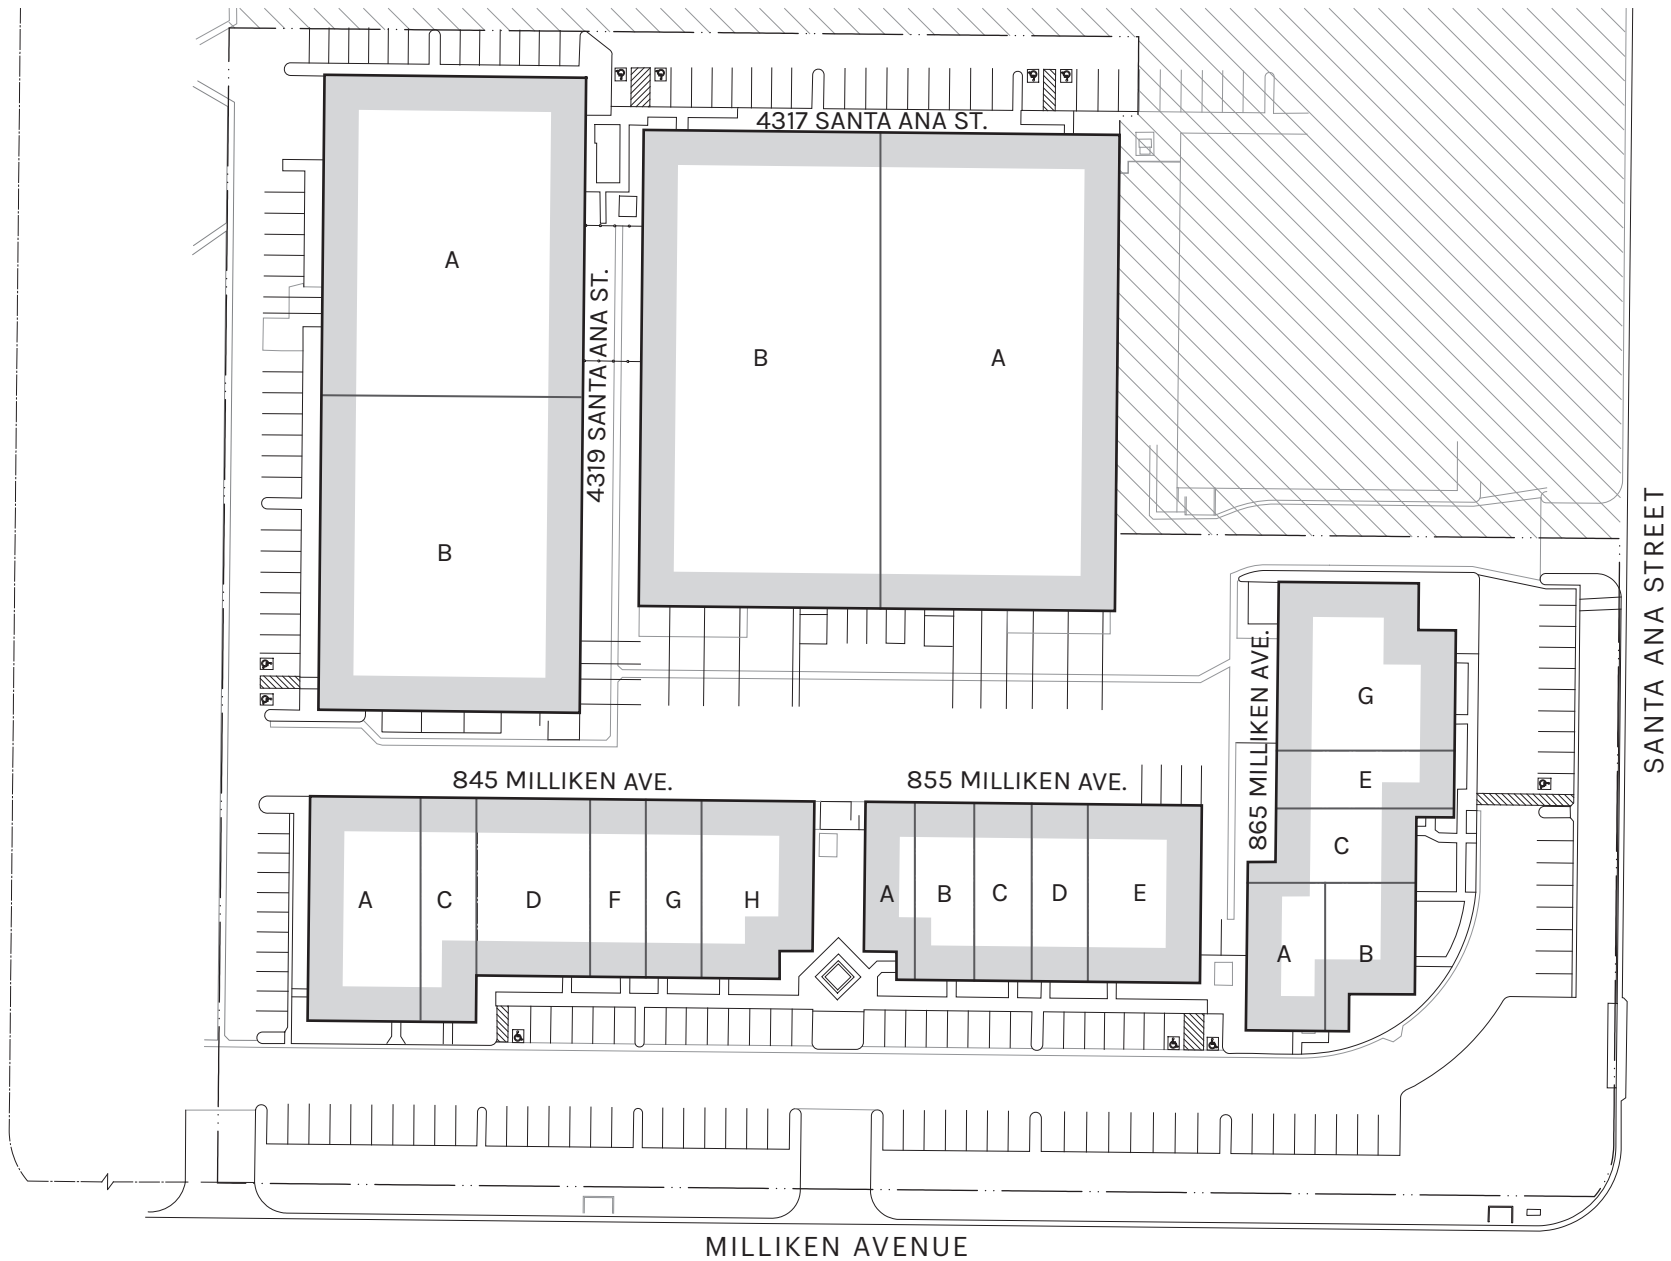 4317 SANTA ANA ST.
A
B
A
4319 SANTA ANA ST.
B
SANTA ANA STREET
865 MILLIKEN AVE.
G
E
C
A
B
845 MILLIKEN AVE.
855 MILLIKEN AVE.
A
C
D
F
G
H
A
B
C
D
E
MILLIKEN AVENUE